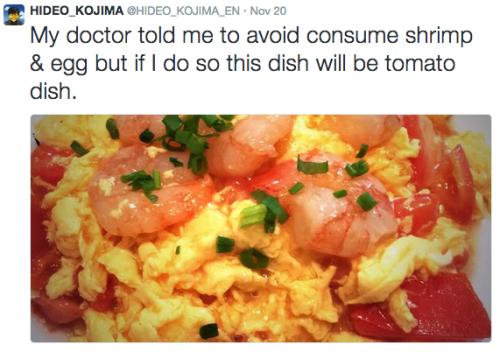 HIDEO_KOJIMA @HIDEO_KOJIMA_EN · Nov 20
My doctor told me to avoid consume shrimp
& egg but if I do so this dish will be tomato
dish.